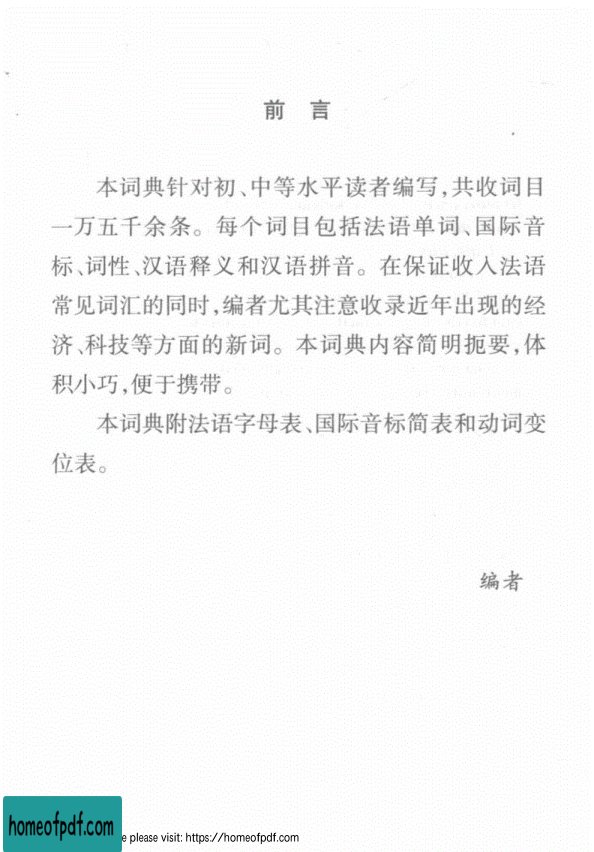 前 言
本词典针对初、中等水平读者编写,共收词目
一万五千余条。每个词目包括法语单词、国际音
标、词性、汉语释义和汉语拼音。在保证收入法语
常见词汇的同时,编者尤其注意收录近年出现的经
济、科技等方面的新词。本词典内容简明扼要,体
积小巧,便于携带。
本词典附法语字母表、国际音标简表和动词变
位表。
编者
homeofpdf.com
e please visit: https://homeofpdf.com